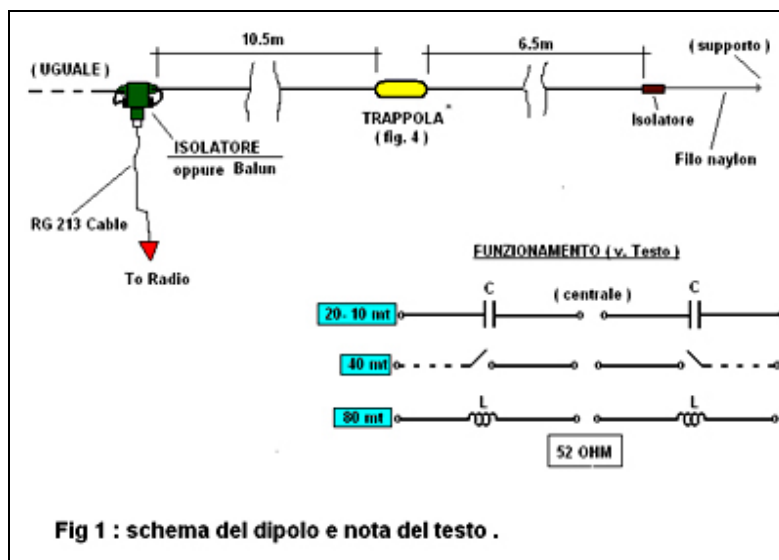 10.5m
6.5m
( supporto )
( UGUALE )
TRAPPOLA *
( fig. 4 )
Isolatore
Filo naylon
ISOLATORE
oppure Balun
RG 213 Cable
To Radio
FUNZIONAMENTO ( v. Testo )
C
( centrale )
C
20- 10 mt
40 mt
L
L
80 mt
52 OHM
Fig 1 : schema del dipolo e nota del testo .